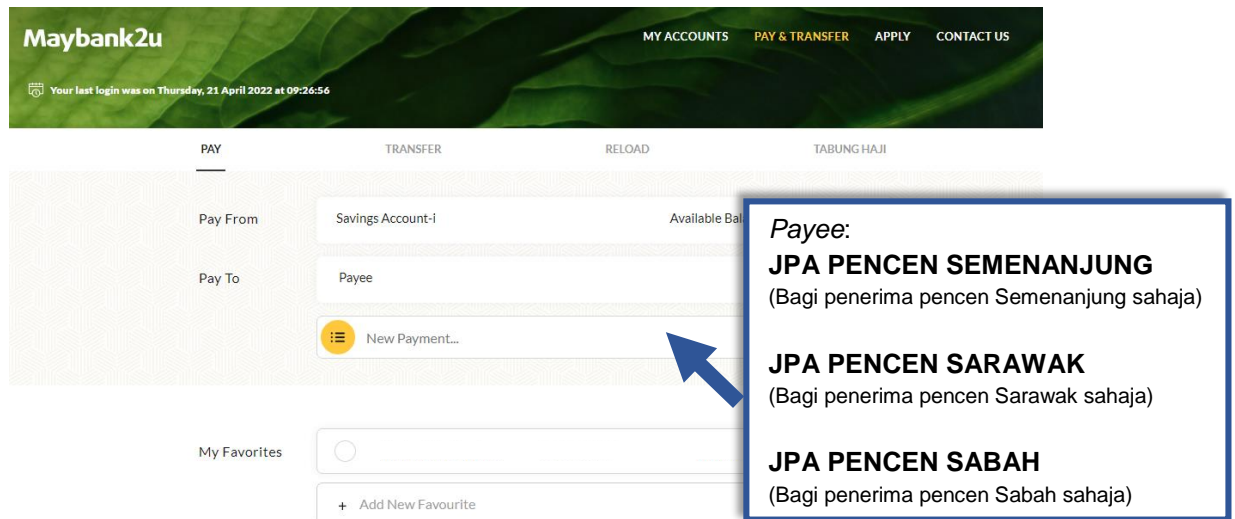 Maybank2u
MY ACCOUNTS PAY & TRANSFER APPLY CONTACT US
Your last login was on Thursday, 21 April 2022 at 09:26:56
PAY TRANSFER RELOAD TABUNG HAJI
Pay From Savings Account-i Available
Pay To Payee
New Payment...
My Favorites
+ Add New Favourite
Payee:
JPA PENCEN SEMENANJUNG
(Bagi penerima pencen Semenanjung sahaja)
JPA PENCEN SARAWAK
(Bagi penerima pencen Sarawak sahaja)
JPA PENCEN SABAH
(Bagi penerima pencen Sabah sahaja)